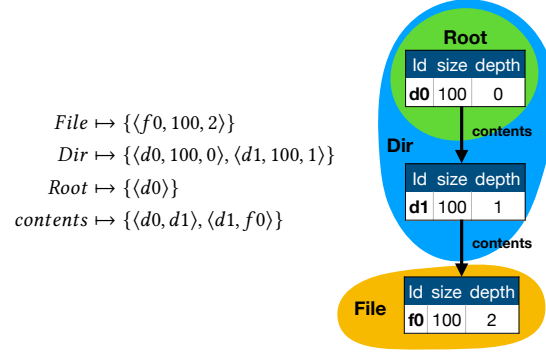 File ↦ {⟨f0, 100, 2⟩}
Dir ↦ {⟨d0, 100, 0⟩, ⟨d1, 100, 1⟩}
Root ↦ {⟨d0⟩}
contents ↦ {⟨d0, d1⟩, ⟨d1, f0⟩}
Root
Id size depth
d0 100 0
contents
Dir
Id size depth
d1 100 1
contents
File
Id size depth
f0 100 2